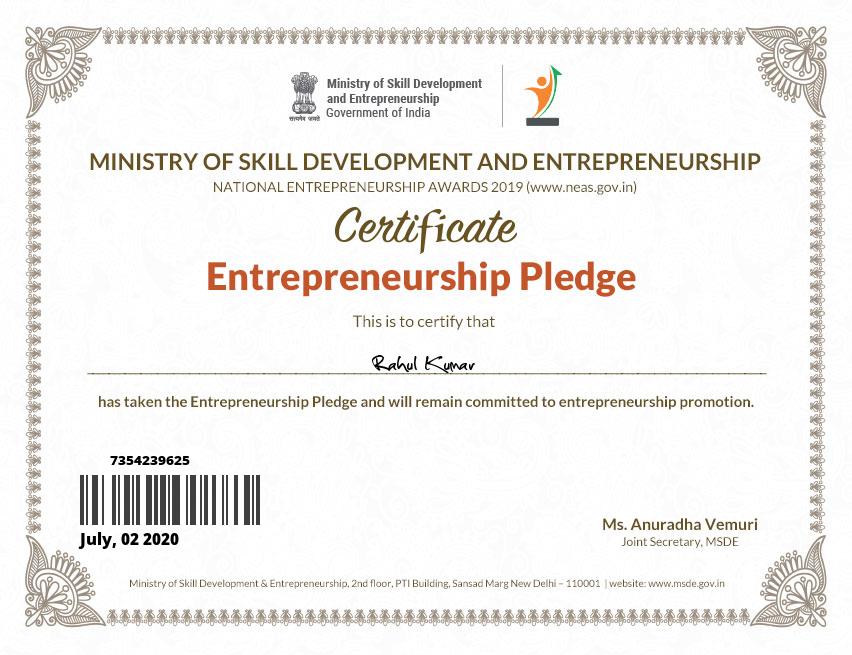 Ministry of Skill Development
and Entrepreneurship
Government of India
सत्यमेव जयते
MINISTRY OF SKILL DEVELOPMENT AND ENTREPRENEURSHIP
NATIONAL ENTREPRENEURSHIP AWARDS 2019 (www.neas.gov.in)
Certificate
Entrepreneurship Pledge
This is to certify that
Rahul Kumar
has taken the Entrepreneurship Pledge and will remain committed to entrepreneurship promotion.
7354239625
July, 02 2020
Ms. Anuradha Vemuri
Joint Secretary, MSDE
Ministry of Skill Development & Entrepreneurship, 2nd floor, PTI Building, Sansad Marg New Delhi – 110001 | website: www.msde.gov.in